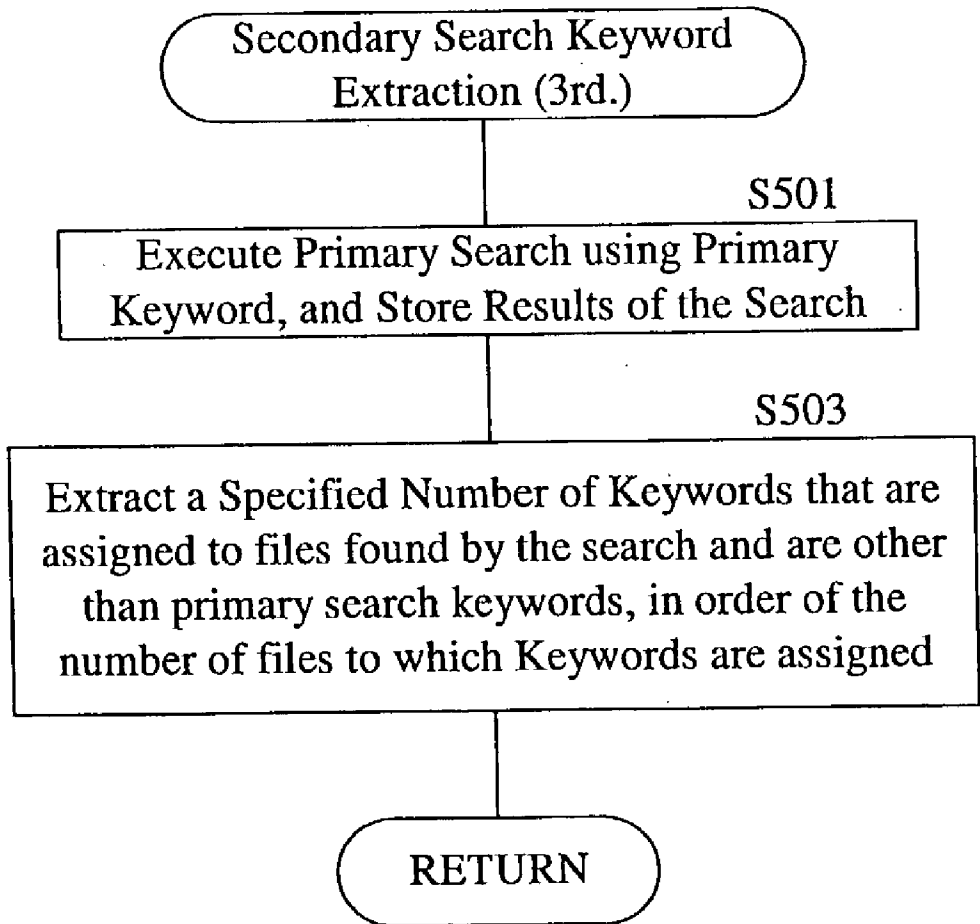 Secondary Search Keyword
Extraction (3rd.)
S501
Execute Primary Search using Primary
Keyword, and Store Results of the Search
S503
Extract a Specified Number of Keywords that are
assigned to files found by the search and are other
than primary search keywords, in order of the
number of files to which Keywords are assigned
RETURN